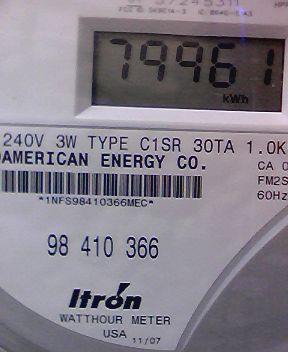 79961
kWh
240V 3W TYPE C1SR 30TA 1.0K
AMERICAN ENERGY CO.
CA 0
FM2S
60Hz
*1NFS98410366MEC*
98 410 366
Itron
WATTHOUR METER
USA 11/07